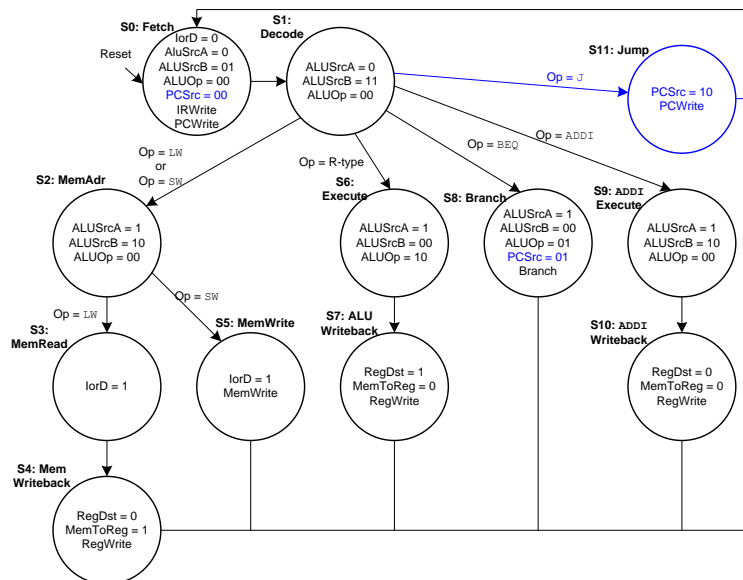 S0: Fetch
IorD = 0
AluSrcA = 0
ALUSrcB = 01
ALUOp = 00
PCSrc = 00
IRWrite
PCWrite
Reset
S1:
Decode
ALUSrcA = 0
ALUSrcB = 11
ALUOp = 00
S11: Jump
Op = J
PCSrc = 10
PCWrite
Op = LW
or
Op = SW
Op = R-type
Op = BEQ
Op = ADDI
S2: MemAdr
ALUSrcA = 1
ALUSrcB = 10
ALUOp = 00
S6:
Execute
ALUSrcA = 1
ALUSrcB = 00
ALUOp = 10
S8: Branch
ALUSrcA = 1
ALUSrcB = 00
ALUOp = 01
PCSrc = 01
Branch
S9: ADDI
Execute
ALUSrcA = 1
ALUSrcB = 10
ALUOp = 00
Op = SW
Op = LW
S3:
MemRead
IorD = 1
S5: MemWrite
IorD = 1
MemWrite
S7: ALU
Writeback
RegDst = 1
MemToReg = 0
RegWrite
S10: ADDI
Writeback
RegDst = 0
MemToReg = 0
RegWrite
S4: Mem
Writeback
RegDst = 0
MemToReg = 1
RegWrite